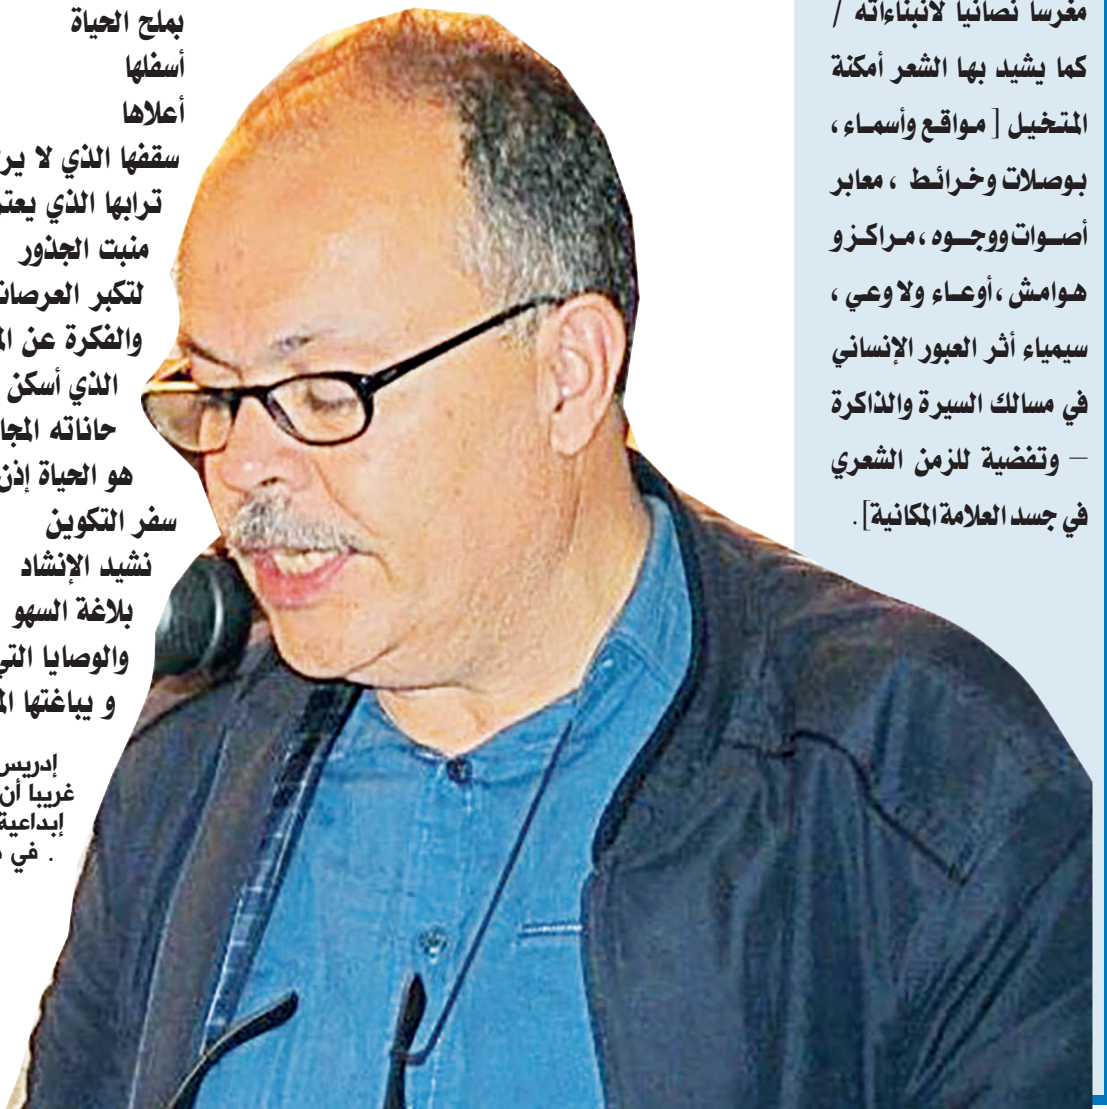 مغرسا نصانيا لانبناءاته /
كما يشيد بها الشعر أمكنة
المتخيل [ مواقع وأسماء ،
بوصلات وخرائط ، معابر
أصوات ووجوه ، مراكز و
هوامش ، أوعاء ولا وعي ،
سيمياء أثر العبور الإنساني
في مسالك السيرة والذاكرة
– وتفضية للزمن الشعري
في جسد العلامة المكانية] .
بملح الحياة
أسفلها
أعلاها
سقفها الذي لا
ترابها الذي
منبت الجذور
لتكبر
والفكرة عن
الذي أسكن
حاناته
هو الحياة إذن
سفر التكوين
نشيد الإنشاد
بلاغة السهو
والوصايا
و يباغتها
إدريس
غريبا أن
إبداعية
. في